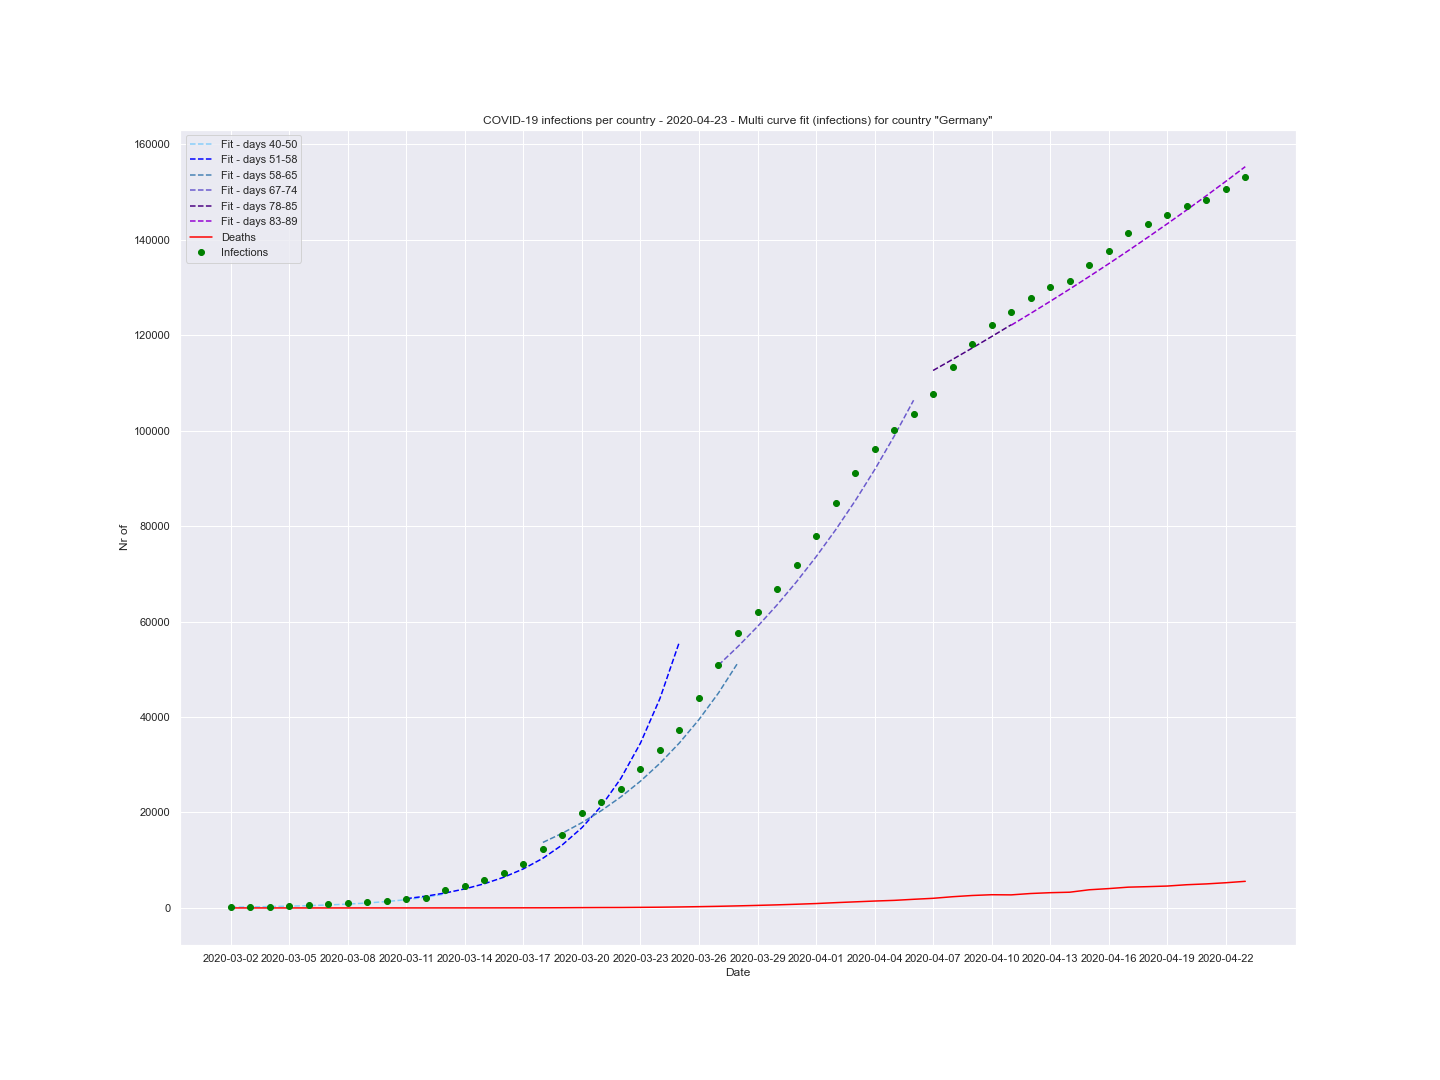 COVID-19 infections per country - 2020-04-23 - Multi curve fit (infections) for country "Germany"
Fit - days 40-50
Fit - days 51-58
Fit - days 58-65
Fit - days 67-74
Fit - days 78-85
Fit - days 83-89
Deaths
Infections
160000
140000
120000
100000
80000
60000
40000
20000
0
Nr of
2020-03-02 2020-03-05 2020-03-08 2020-03-11 2020-03-14 2020-03-17 2020-03-20 2020-03-23 2020-03-26 2020-03-29 2020-04-01 2020-04-04 2020-04-07 2020-04-10 2020-04-13 2020-04-16 2020-04-19 2020-04-22
Date